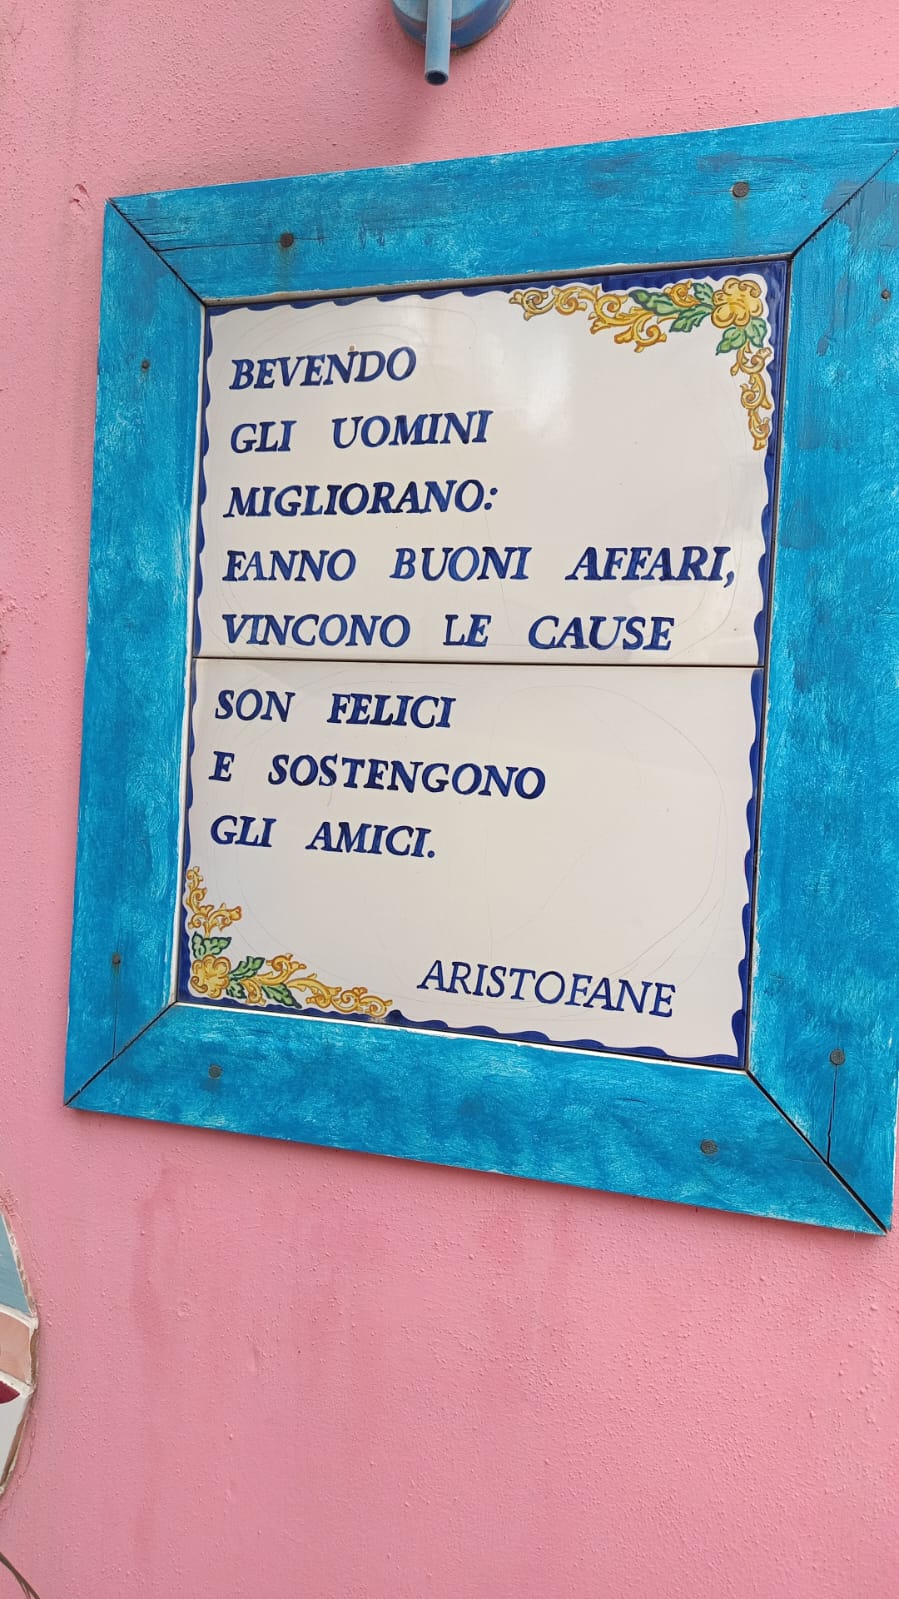 BEVENDO
GLI UOMINI
MIGLIORANO:
FANNO BUONI AFFARI,
VINCONO LE CAUSE
SON FELICI
E SOSTENGONO
GLI AMICI.
ARISTOFANE